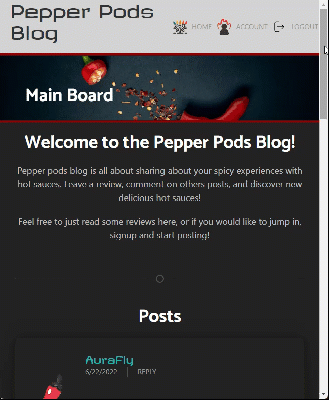 Pepper Pods
Blog
HOME
ACCOUNT
LOGOUT
Main Board
Welcome to the Pepper Pods Blog!
Pepper pods blog is all about sharing about your spicy experiences with
hot sauces. Leave a review, comment on others posts, and discover new
delicious hot sauces!
Feel free to just read some reviews here, or if you would like to jump in,
signup and start posting!
Posts
AuraFly
6/22/2022
REPLY